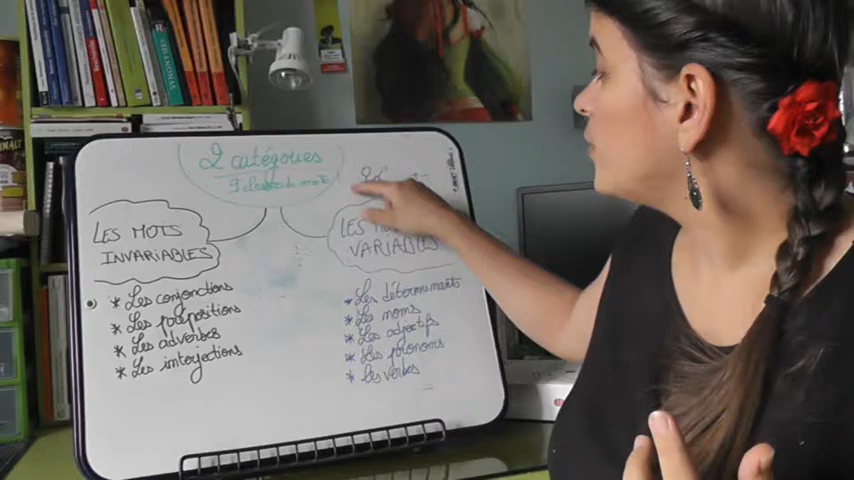 2 catégories
9 classes de mots
LES MOTS
INVARIABLES
* Les conjonctions
* Les prépositions
* Les adverbes
* Les interjections
LES
VARIABLES
* Les déterminants
* Les noms
* Les adjectifs
* Les pronoms
* Les verbes